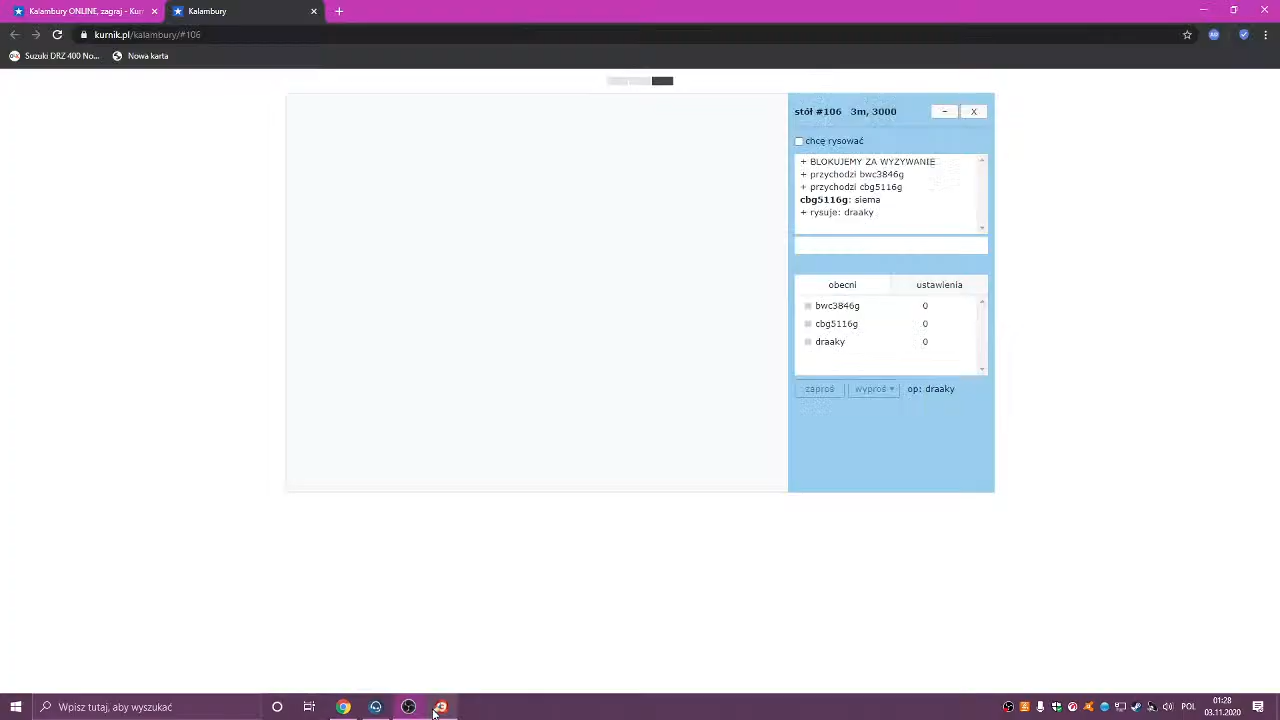 Kalambury ONLINE, zagraj - Kurn
Kalambury
kurnik.pl/kalambury/#106
Suzuki DRZ 400 No...
Nowa karta
stół #106 3m, 3000
– X
chcę rysować
+ BLOKUJEMY ZA WYZYWANIE
+ przychodzi bwc3846g
+ przychodzi cbg5116g
cbg5116g: siema
+ rysuje: draaky
obecni ustawienia
bwc3846g 0
cbg5116g 0
draaky 0
zaproś wyproś op: draaky
Wpisz tutaj, aby wyszukać
POL
01:28
03.11.2020